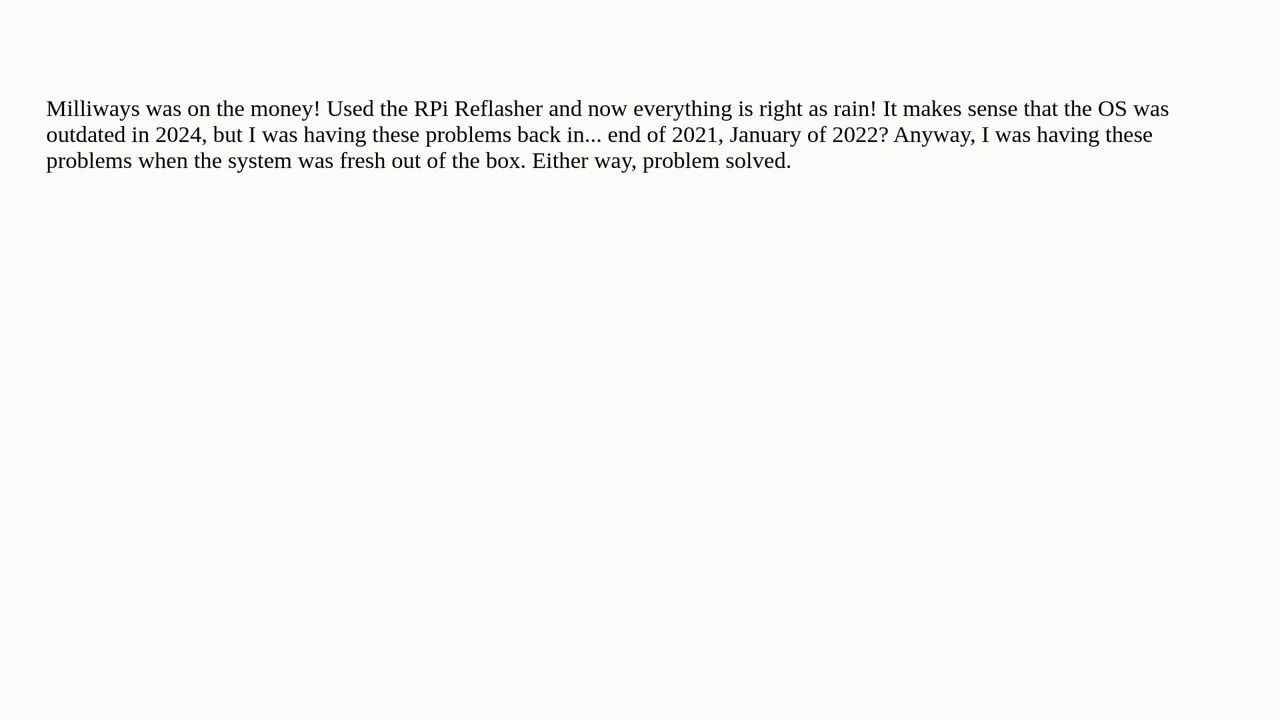 Milliways was on the money! Used the RPi Reflasher and now everything is right as rain! It makes sense that the OS was
outdated in 2024, but I was having these problems back in... end of 2021, January of 2022? Anyway, I was having these
problems when the system was fresh out of the box. Either way, problem solved.